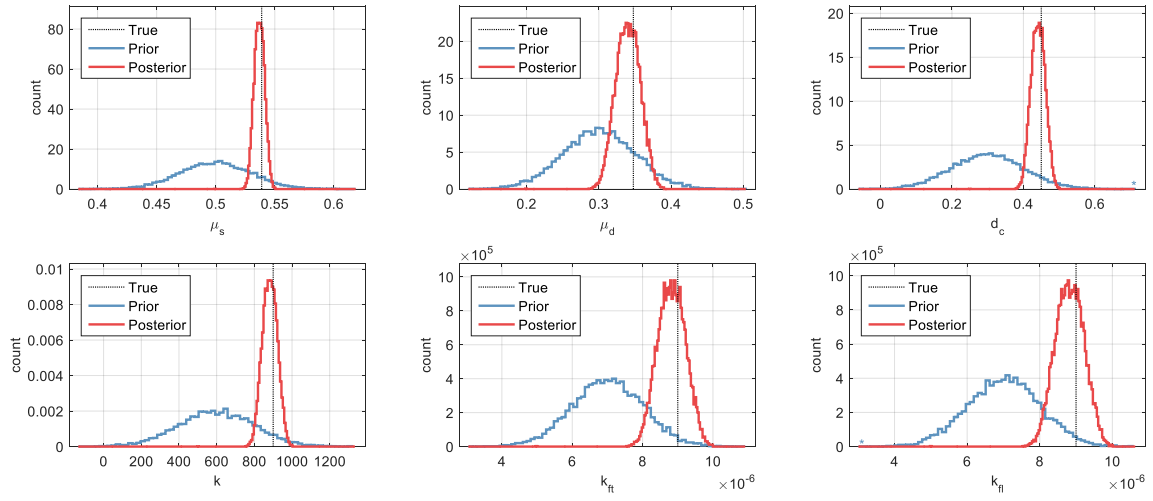 80
60
40
20
0
count
True
Prior
Posterior
0.4 0.45 0.5 0.55 0.6
μs
20
15
10
5
0
count
True
Prior
Posterior
0.2 0.3 0.4 0.5
μd
20
15
10
5
0
count
True
Prior
Posterior
*
0 0.2 0.4 0.6
dc
0.01
0.008
0.006
0.004
0.002
0
count
True
Prior
Posterior
0 200 400 600 800 1000 1200
k
×10⁵
10
8
6
4
2
0
count
True
Prior
Posterior
4 6 8 10
kft
×10⁻⁶
×10⁵
10
8
6
4
2
0
count
True
Prior
Posterior
*
4 6 8 10
kfl
×10⁻⁶